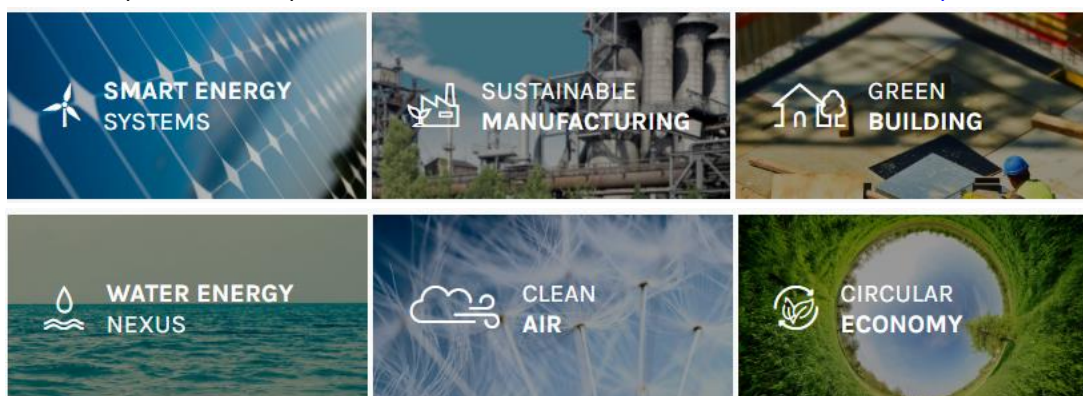 SMART ENERGY
SYSTEMS
SUSTAINABLE
MANUFACTURING
GREEN
BUILDING
WATER ENERGY
NEXUS
CLEAN
AIR
CIRCULAR
ECONOMY